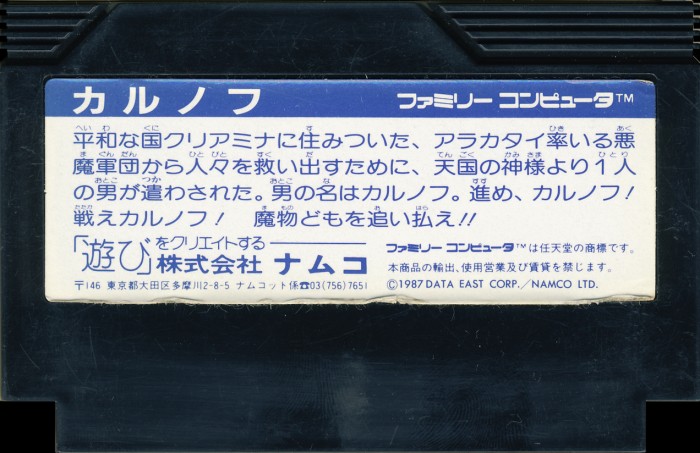 カルノフ ファミリー コンピュータ™
平和な国クリアミナに住みついた、アラカタイ率いる悪
魔軍団から人々を救い出すために、天国の神様より1人
の男が遣わされた。男の名はカルノフ。進め、カルノフ!
戦えカルノフ! 魔物どもを追い払え!!
「遊び」をクリエイトする
株式会社 ナムコ
〒146 東京都大田区多摩川2-8-5 ナムコット係☎03(756)7651
ファミリー コンピュータ™は任天堂の商標です。
本商品の輸出、使用営業及び賃貸を禁じます。
©1987 DATA EAST CORP./NAMCO LTD.